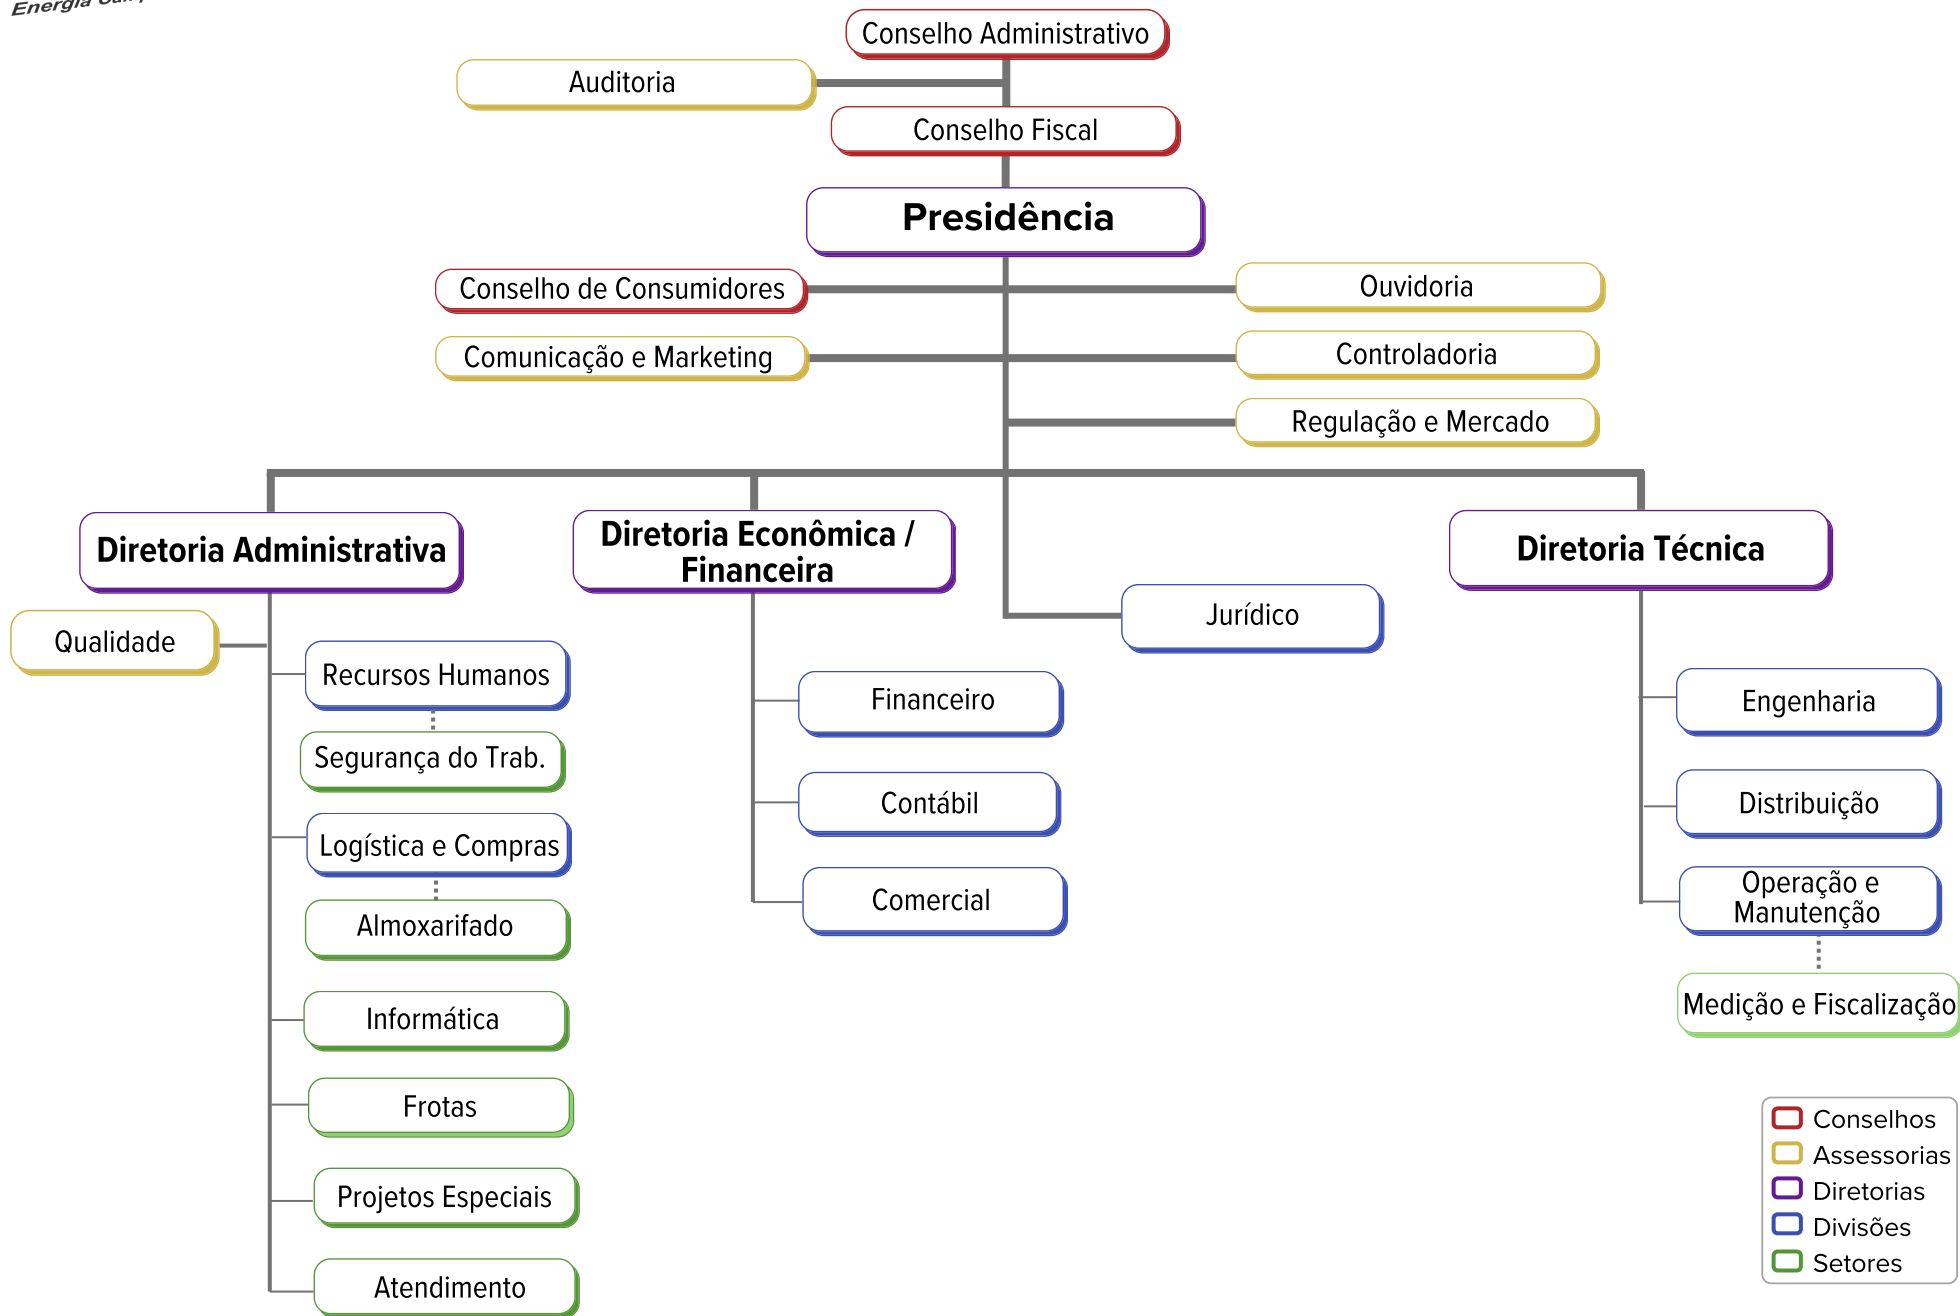 Energia
Conselho Administrativo
Auditoria
Conselho Fiscal
Presidência
Conselho de Consumidores
Ouvidoria
Comunicação e Marketing
Controladoria
Regulação e Mercado
Diretoria Administrativa
Diretoria Econômica /
Financeira
Diretoria Técnica
Qualidade
Recursos Humanos
Segurança do Trab.
Logística e Compras
Almoxarifado
Informática
Frotas
Projetos Especiais
Atendimento
Financeiro
Contábil
Comercial
Jurídico
Engenharia
Distribuição
Operação e
Manutenção
Medição e Fiscalização
Conselhos
Assessorias
Diretorias
Divisões
Setores